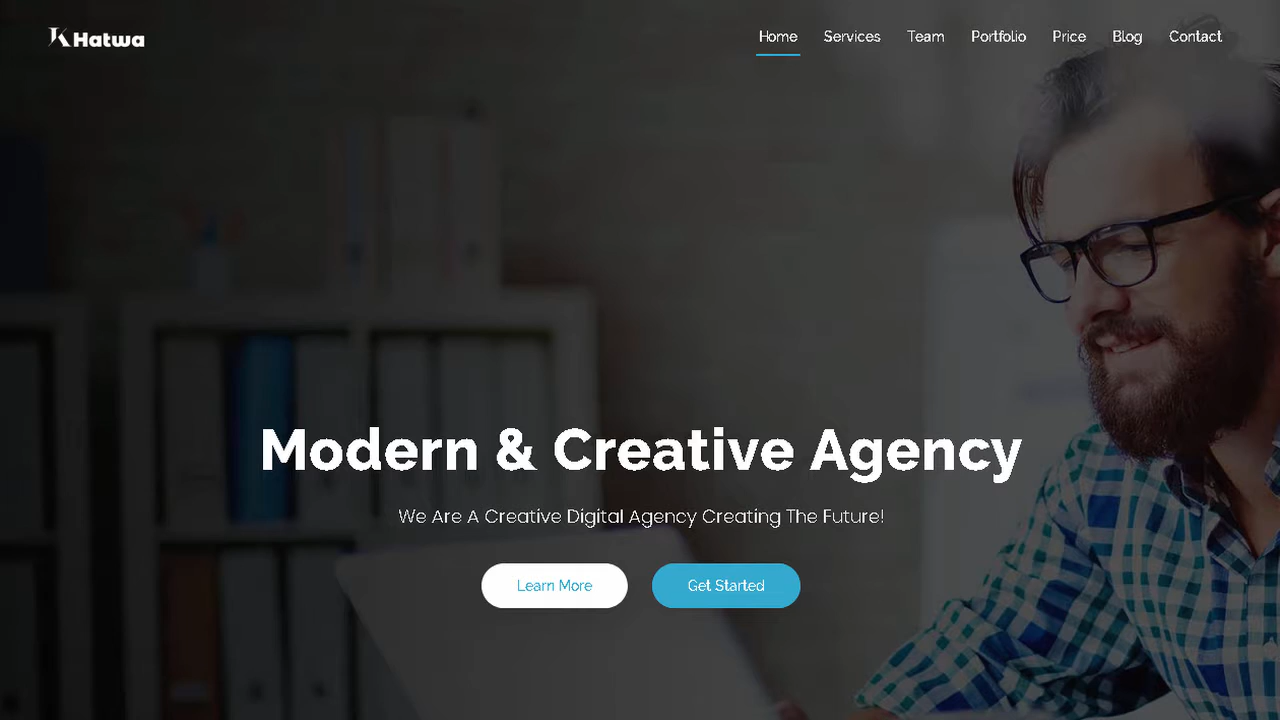 Hatwa
Home Services Team Portfolio Price Blog Contact
Modern & Creative Agency
We Are A Creative Digital Agency Creating The Future!
Learn More Get Started